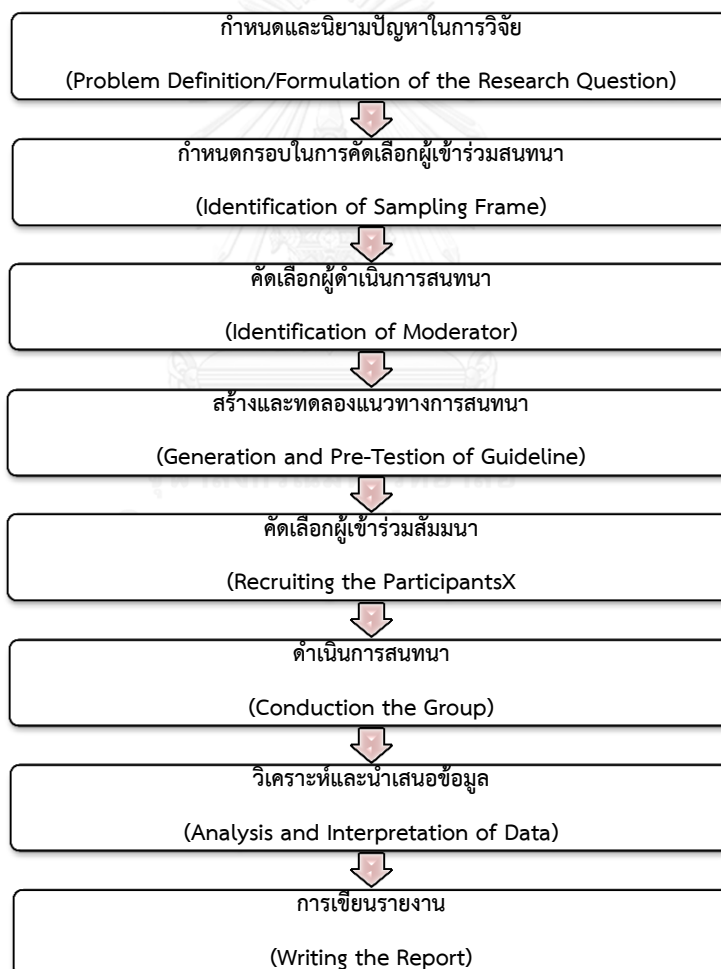 กำหนดและนิยามปัญหาในการวิจัย
(Problem Definition/Formulation of the Research Question)
กำหนดกรอบในการคัดเลือกผู้เข้าร่วมสนทนา
(Identification of Sampling Frame)
คัดเลือกผู้ดำเนินการสนทนา
(Identification of Moderator)
สร้างและทดลองแนวทางการสนทนา
(Generation and Pre-Testion of Guideline)
คัดเลือกผู้เข้าร่วมสัมมนา
(Recruiting the ParticipantsX
ดำเนินการสนทนา
(Conduction the Group)
วิเคราะห์และนำเสนอข้อมูล
(Analysis and Interpretation of Data)
การเขียนรายงาน
(Writing the Report)